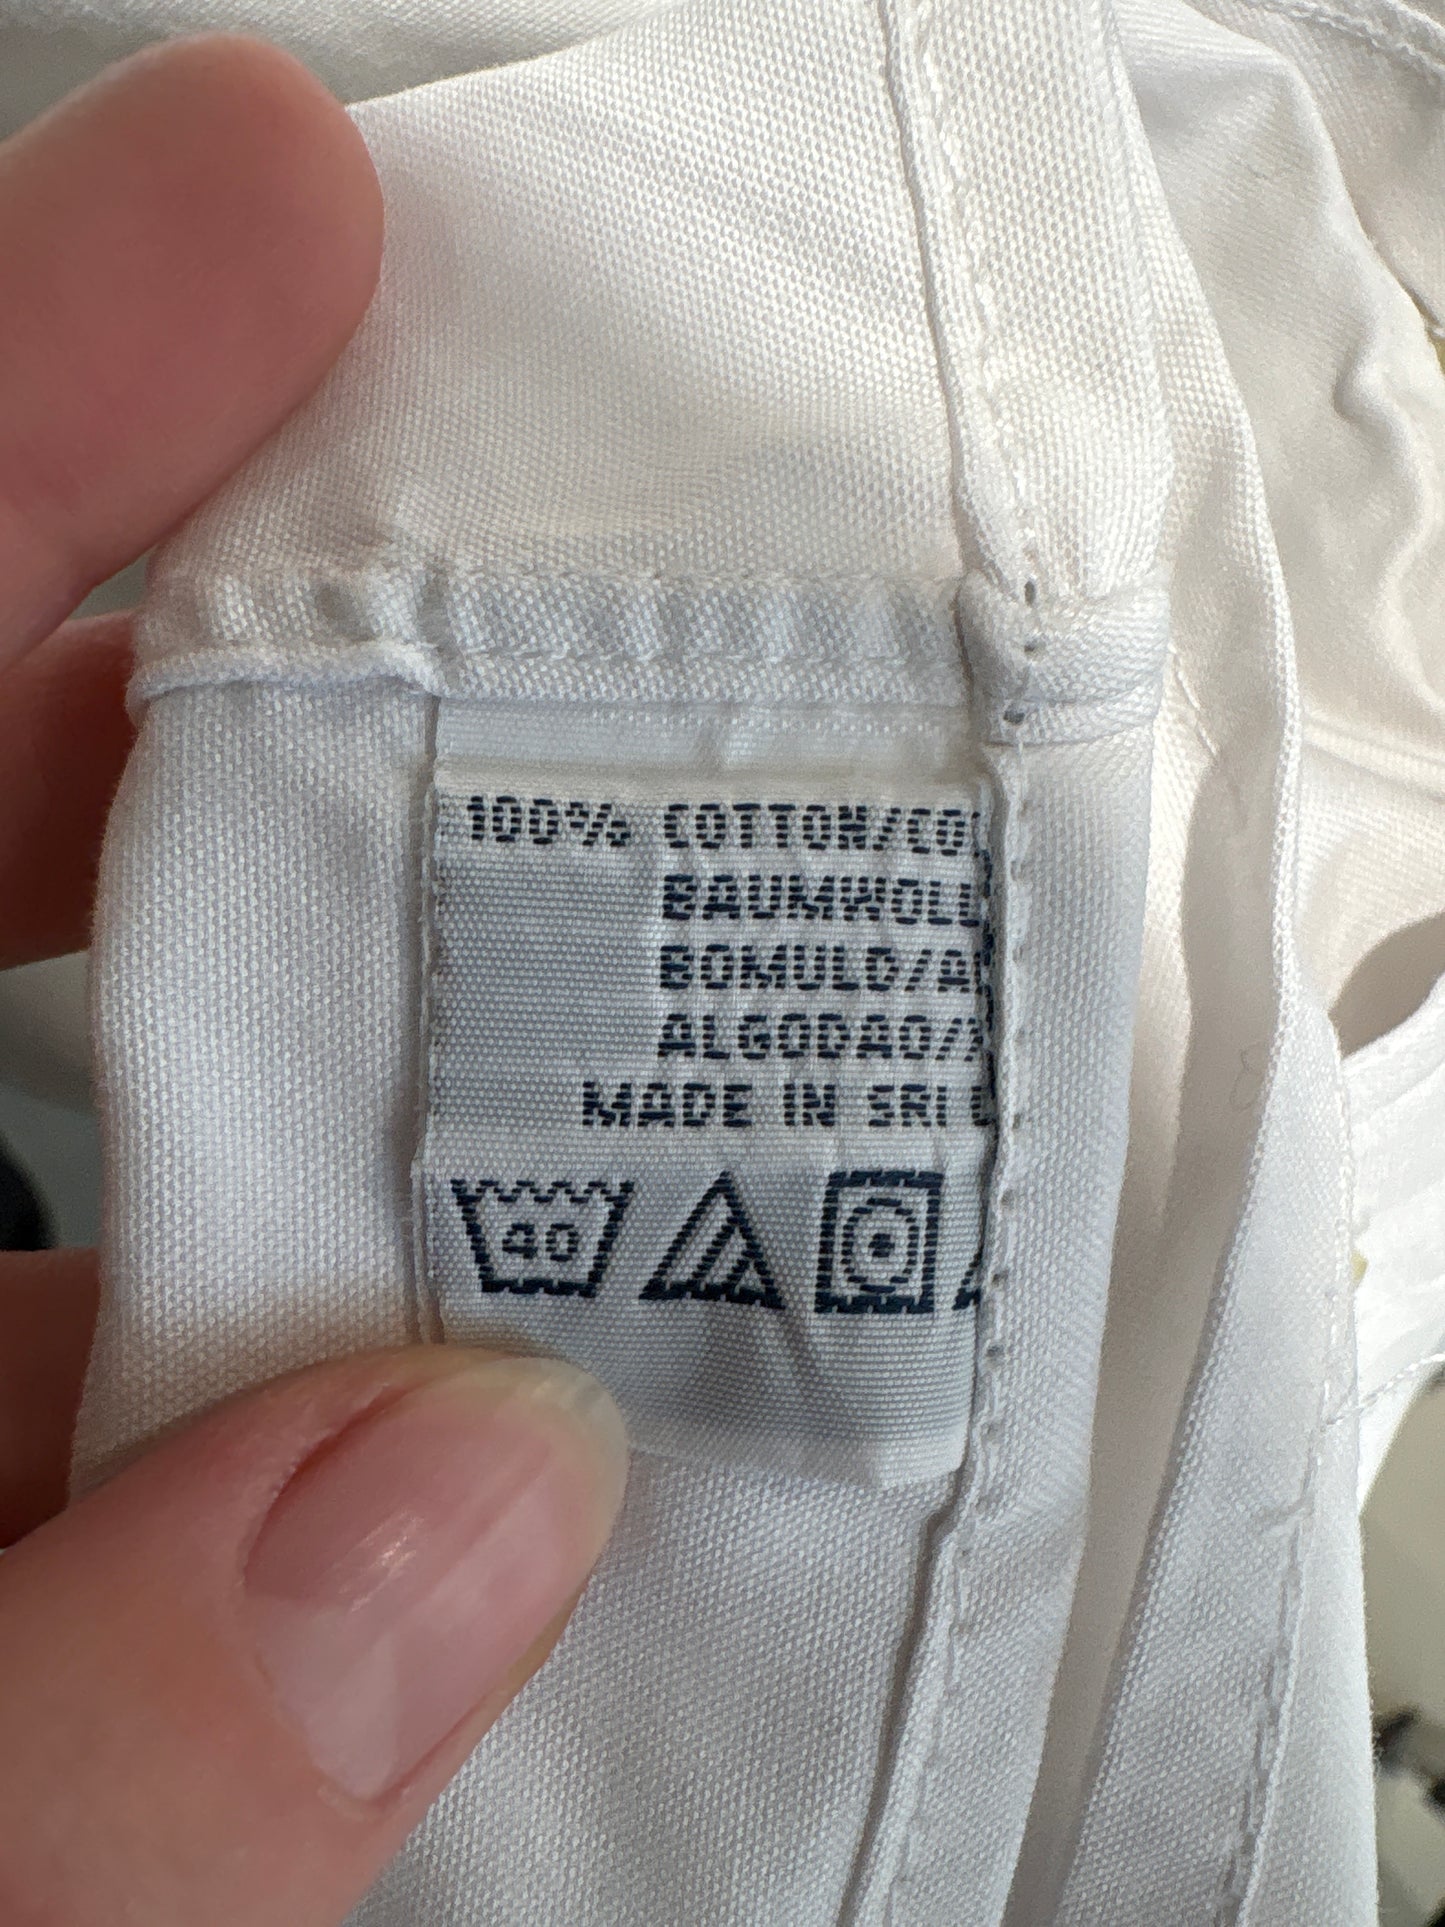 100% COTTON/CO
BAUMWOLL
BOMULD/A
ALGODAO/
MADE IN SRI
40